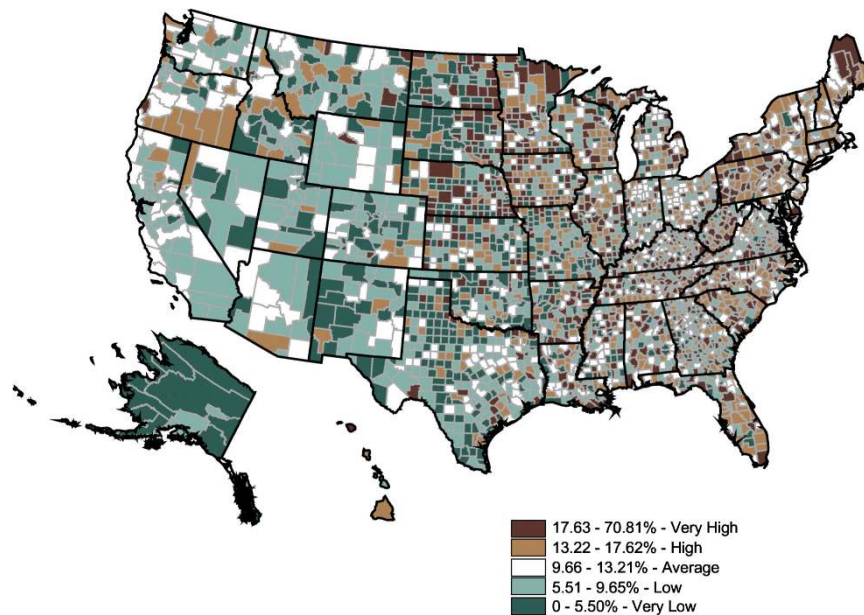 17.63 - 70.81% - Very High
13.22 - 17.62% - High
9.66 - 13.21% - Average
5.51 - 9.65% - Low
0 - 5.50% - Very Low